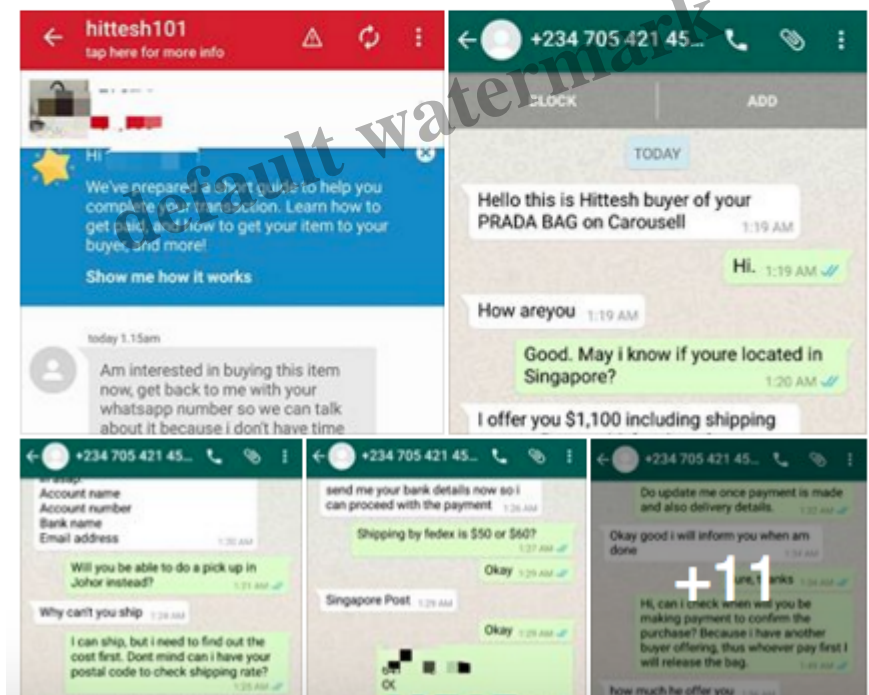 hittesh101
tap here for more info
Hi
We've prepared a short guide to help you
complete your transaction. Learn how to
get paid, and how to get your item to your
buyer, and more!
Show me how it works
today 1.15am
Am interested in buying this item
now, get back to me with your
whatsapp number so we can talk
about it because i don't have time
+234 705 421 45...
BLOCK
ADD
TODAY
Hello this is Hittesh buyer of your
PRADA BAG on Carousell
1:19 AM
Hi. 1:19 AM
How areyou 1:19 AM
Good. May i know if youre located in
Singapore?
1:20 AM
I offer you $1,100 including shipping
+234 705 421 45...
Account name
Account number
Bank name
Email address
1:20 AM
Will you be able to do a pick up in
Johor instead?
1:21 AM
Why can't you ship 1:24 AM
I can ship, but i need to find out the
cost first. Dont mind can i have your
postal code to check shipping rate?
1:25 AM
+234 705 421 45...
send me your bank details now so i
can proceed with the payment 1:26 AM
Shipping by fedex is $50 or $60?
1:27 AM
Okay 1:29 AM
Singapore Post 1:29 AM
Okay 1:29 AM
+234 705 421 45...
Do update me once payment is made
and also delivery details. 1:32 AM
Okay good i will inform you when am
done 1:34 AM
+11
thanks 1:34 AM
Hi, can i check when will you be
making payment to confirm the
purchase? Because i have another
buyer offering, thus whoever pay first I
will release the bag.
how much he offer you
default watermark